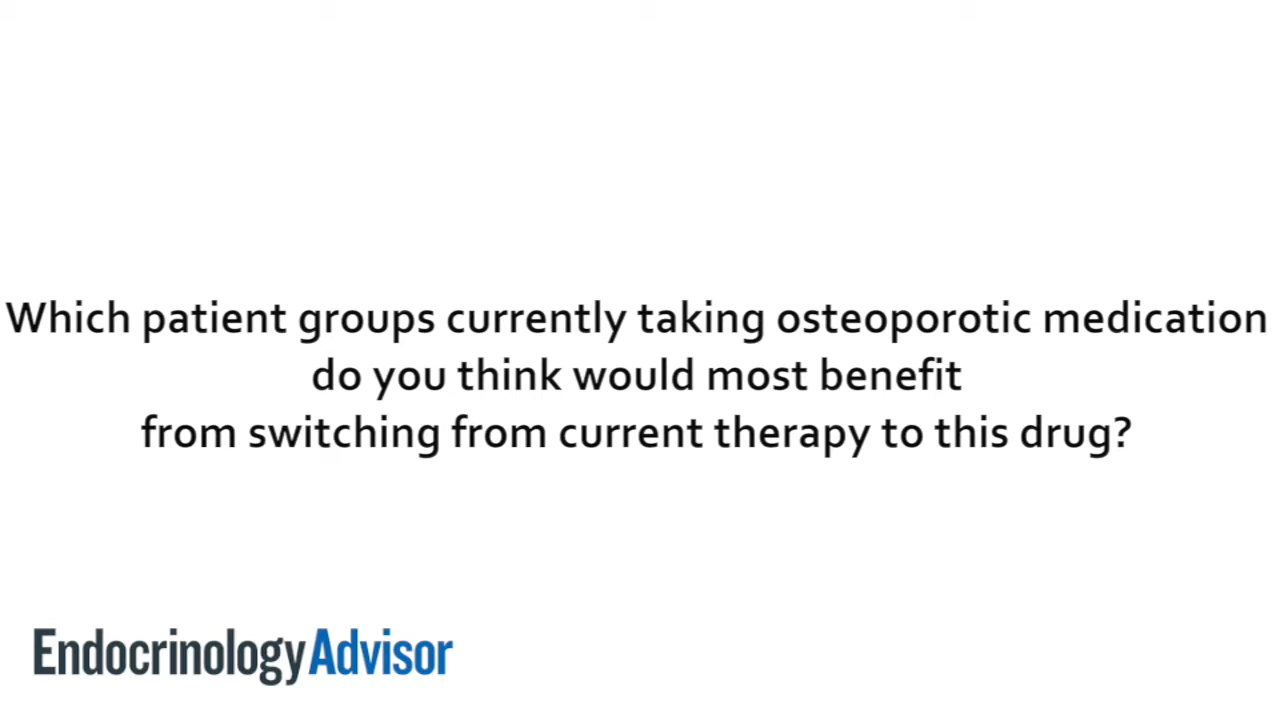 Which patient groups currently taking osteoporotic medication
do you think would most benefit
from switching from current therapy to this drug?
EndocrinologyAdvisor